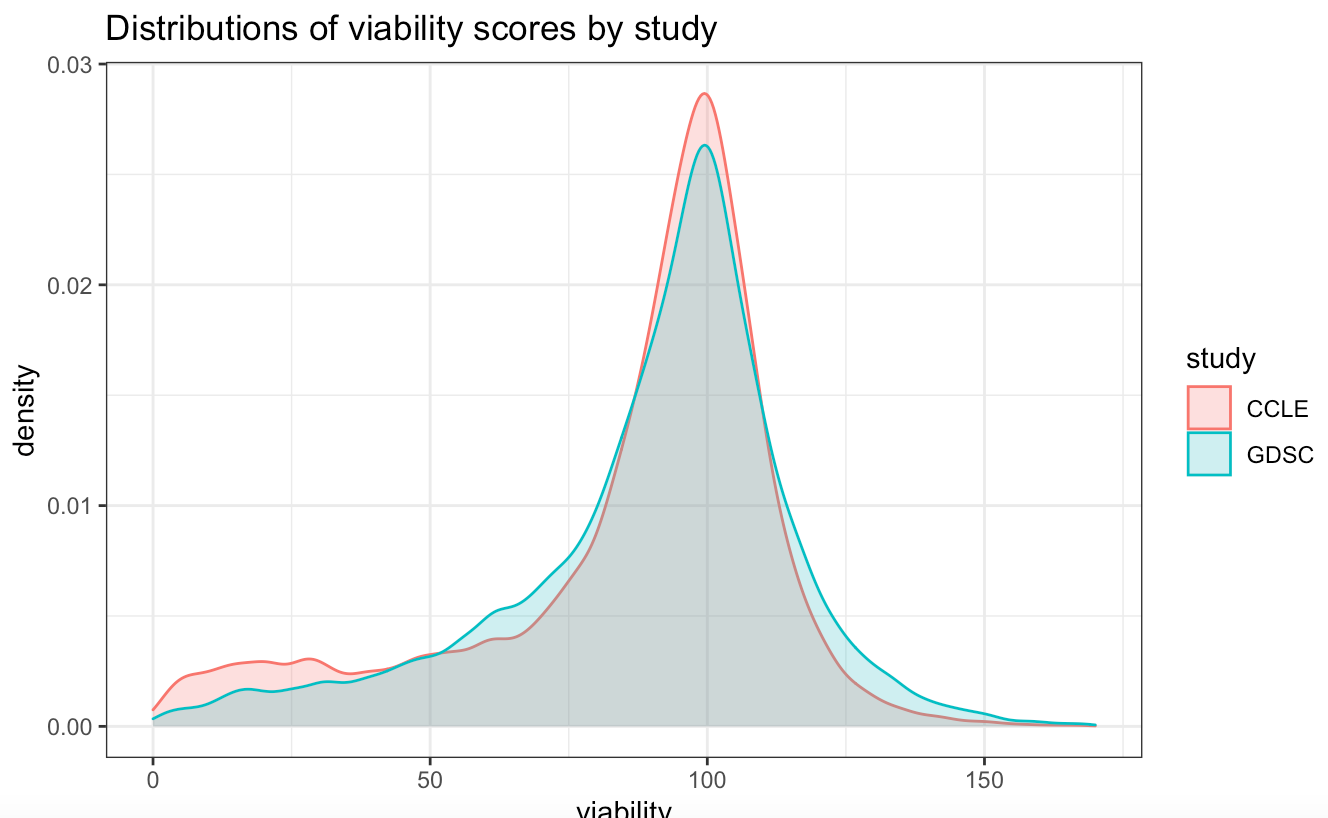 Distributions of viability scores by study
0.03
0.02
0.01
0.00
density
0 50 100 150
viability
study
CCLE
GDSC